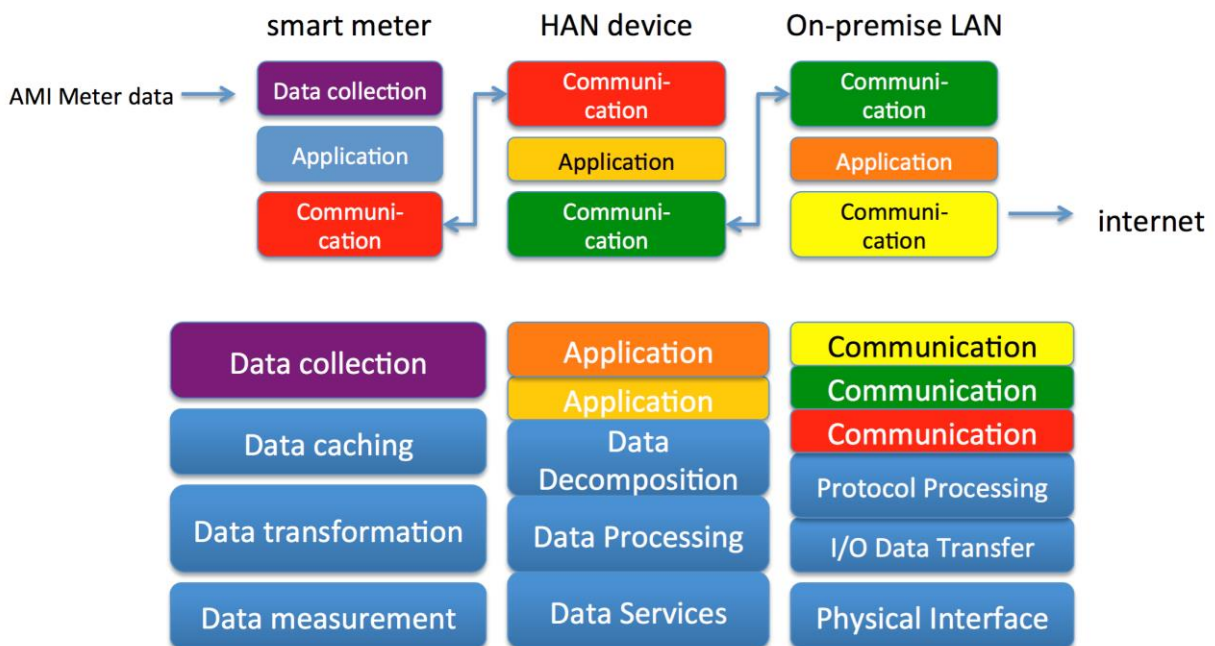 smart meter
HAN device
On-premise LAN
AMI Meter data
Data collection
Application
Communi-
cation
Communi-
cation
Application
Communi-
cation
Communi-
cation
Application
Communi-
cation
internet
Data collection
Data caching
Data transformation
Data measurement
Application
Application
Data
Decomposition
Data Processing
Data Services
Communication
Communication
Communication
Protocol Processing
I/O Data Transfer
Physical Interface